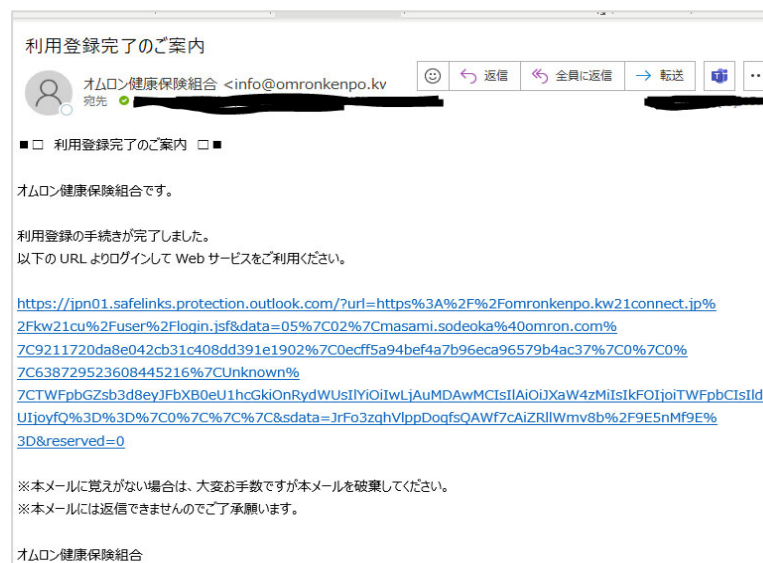 利用登録完了のご案内
オムロン健康保険組合 <info@omronkenpo.kv
返信
全員に返信
転送
宛先
■□ 利用登録完了のご案内 □■
オムロン健康保険組合です。
利用登録の手続きが完了しました。
以下の URL よりログインして Web サービスをご利用ください。
https://jpn01.safelinks.protection.outlook.com/?url=https%3A%2F%2Fomronkenpo.kw21connect.jp%
2Fkw21cu%2Fuser%2Flogin.jsf&data=05%7C02%7Cmasami.sodeoka%40omron.com%
7C9211720da8e042cb31c408dd391e1902%7C0ecff5a94bef4a7b96eca96579b4ac37%7C0%7C0%
7C638729523608445216%7CUnknown%
7CTWFpbGZsb3d8eyJFbXB0eU1hcGkiOnRydWUsIlYiOiIwLjAuMDAwMCIsIlAiOiJXaW4zMiIsIkFOIjoiTWFpbCIsIld
UIjoyfQ%3D%3D%7C0%7C%7C%7C&sdata=JrFo3zqhVlppDoqfsQAWf7cAiZRllWmv8b%2F9E5nMf9E%
3D&reserved=0
※本メールに覚えがない場合は、大変お手数ですが本メールを破棄してください。
※本メールには返信できませんのでご了承願います。
オムロン健康保険組合